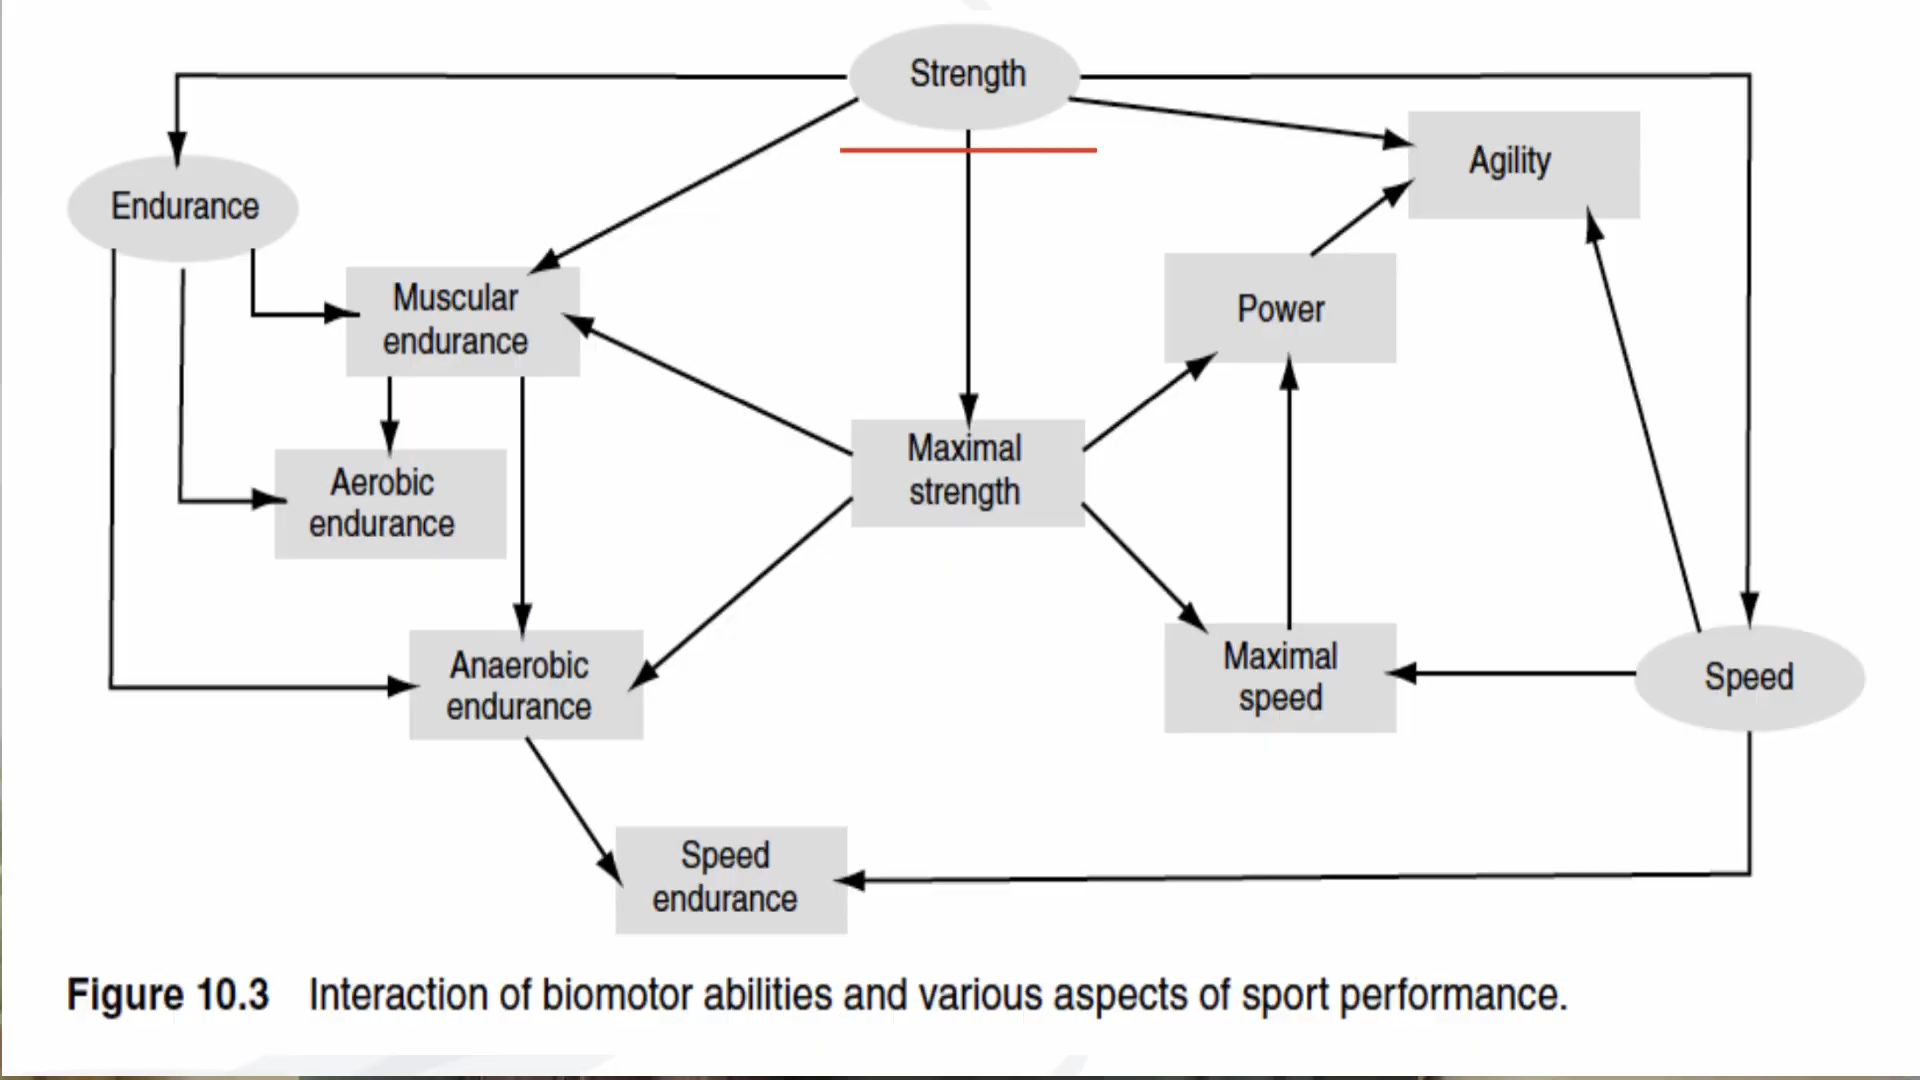 Strength
Agility
Endurance
Muscular
endurance
Power
Maximal
strength
Aerobic
endurance
Anaerobic
endurance
Maximal
speed
Speed
Speed
endurance
Figure 10.3 Interaction of biomotor abilities and various aspects of sport performance.